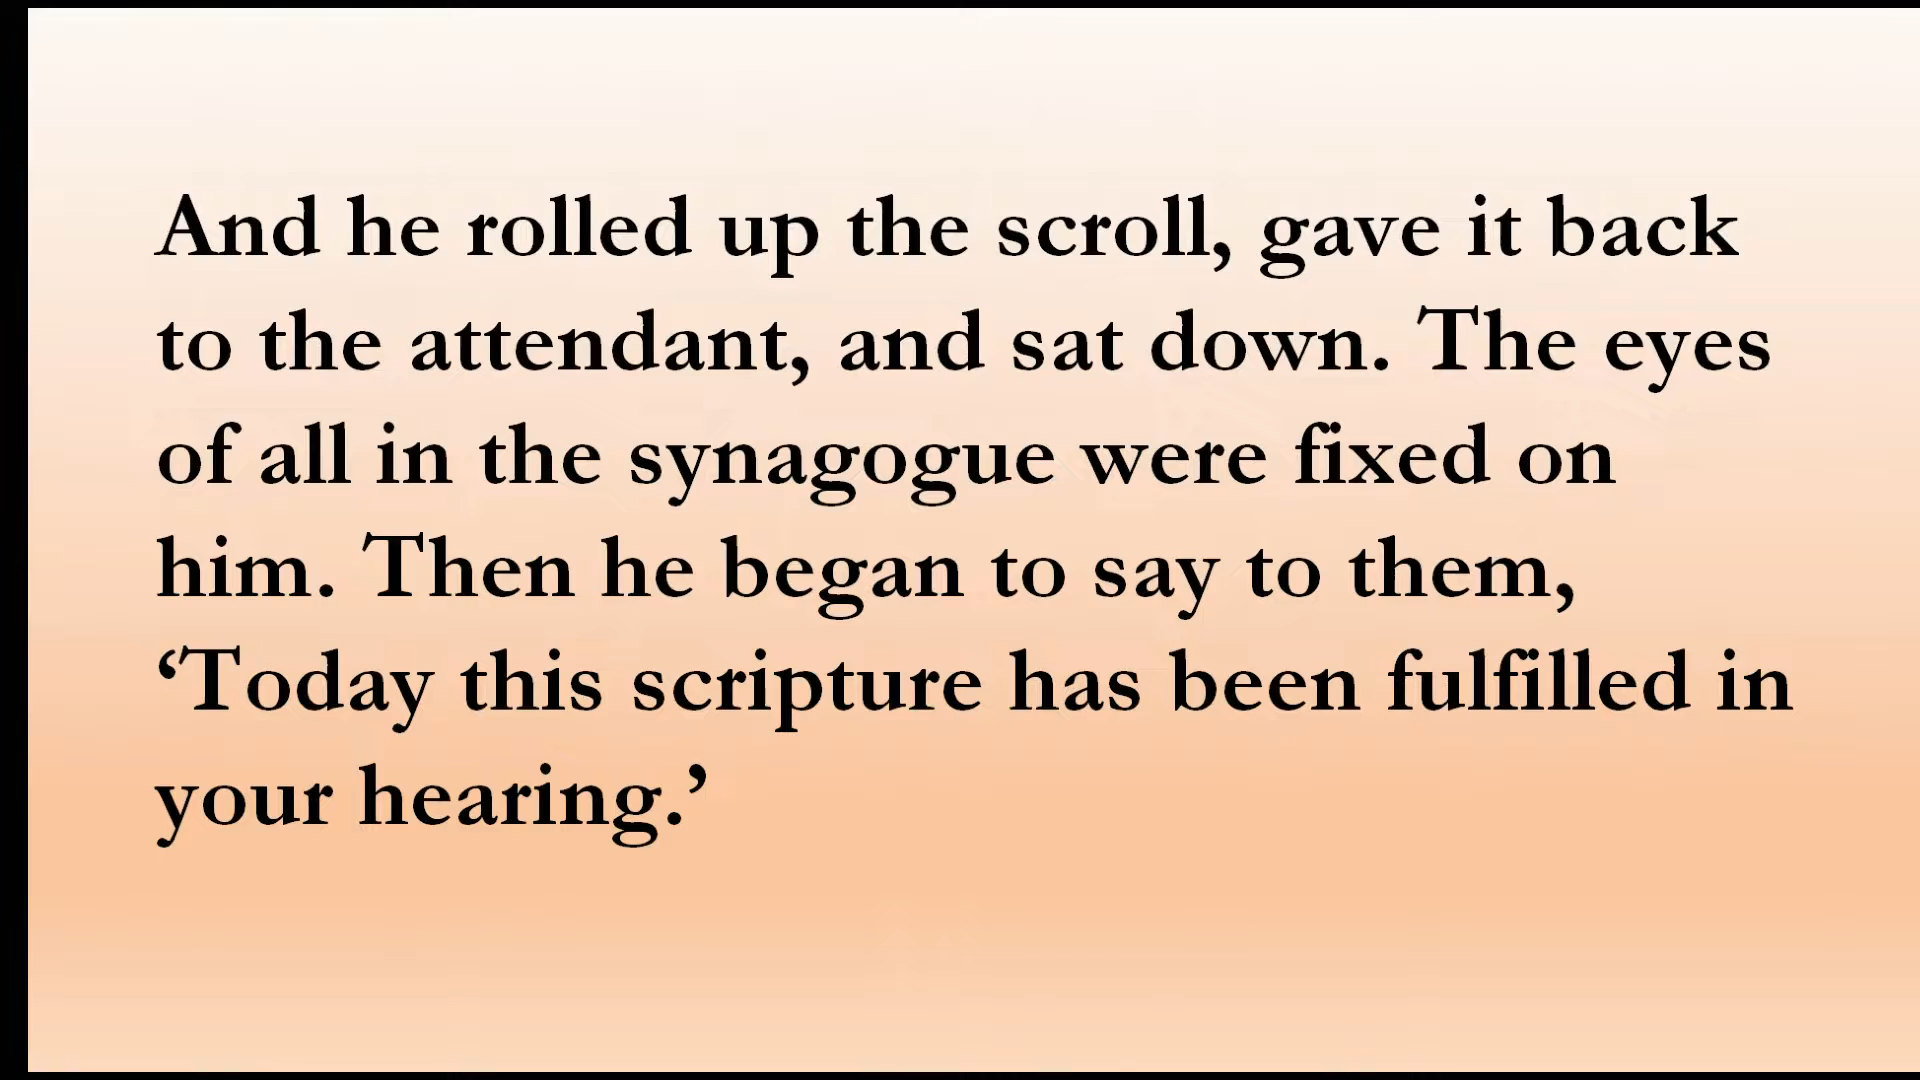 And he rolled up the scroll, gave it back
to the attendant, and sat down. The eyes
of all in the synagogue were fixed on
him. Then he began to say to them,
‘Today this scripture has been fulfilled in
your hearing.’